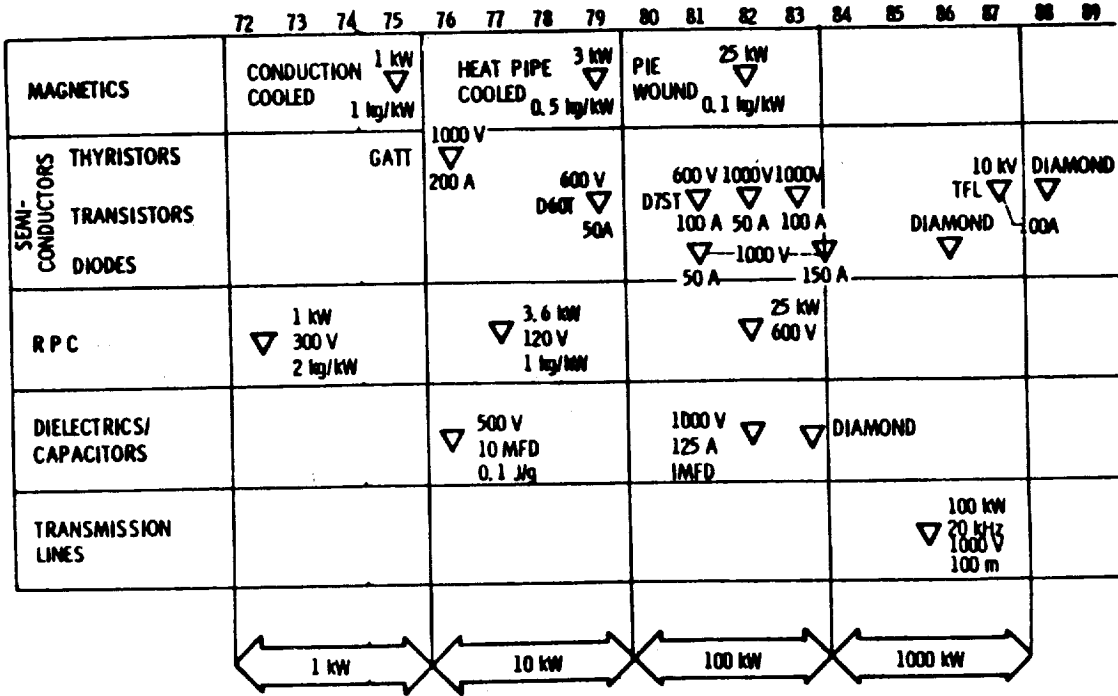 72 73 74 75 76 77 78 79 80 81 82 83 84 85 86 87 88 89
MAGNETICS
CONDUCTION
COOLED
1 kW
1 kg/kW
HEAT PIPE
COOLED
3 kW
0.5 kg/kW
PIE
WOUND
25 kW
0.1 kg/kW
SEMI-
CONDUCTORS
THYRISTORS
GATT
1000 V
200 A
TRANSISTORS
600 V
D60T
50A
D7ST
600 V 1000V 1000V
100 A 50 A 100 A
10 KV
TFL
00A
DIAMOND
DIODES
1000 V
50 A
150 A
DIAMOND
RPC
1 kW
300 V
2 kg/kW
3.6 kW
120 V
1 kg/kW
25 kW
600 V
DIELECTRICS/
CAPACITORS
500 V
10 MFD
0.1 J/g
1000 V
125 A
1MFD
DIAMOND
TRANSMISSION
LINES
100 kW
20 kHz
1000 V
100 m
1 kW
10 kW
100 kW
1000 kW